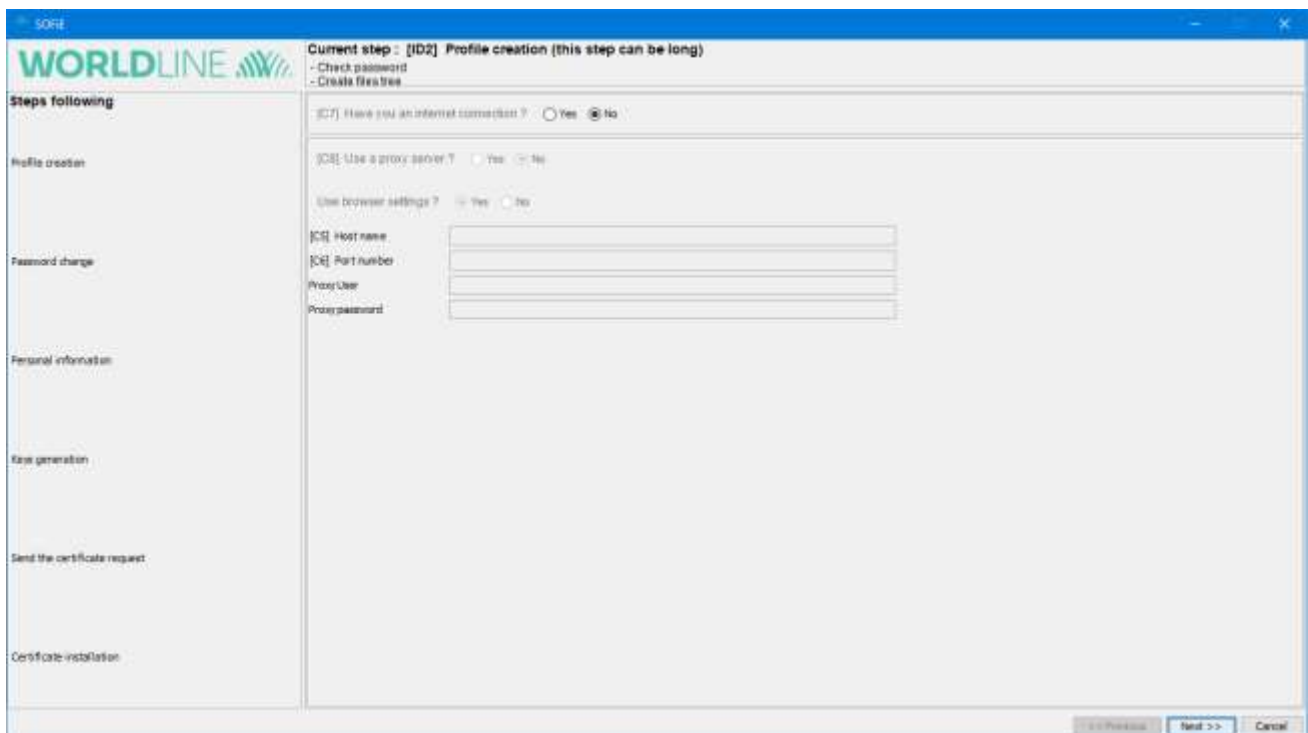 SOFiE
WORLDLINE
Current step : [ID2] Profile creation (this step can be long)
- Check password
- Create files tree
Steps following
Profile creation
Password change
Personal information
Keys generation
Send the certificate request
Certificate installation
[C7] Have you an internet connection ? Yes No
[C8] Use a proxy server ? Yes No
Use browser settings ? Yes No
[C5] Host name
[C6] Port number
Proxy User
Proxy password
<< Previous Next >> Cancel